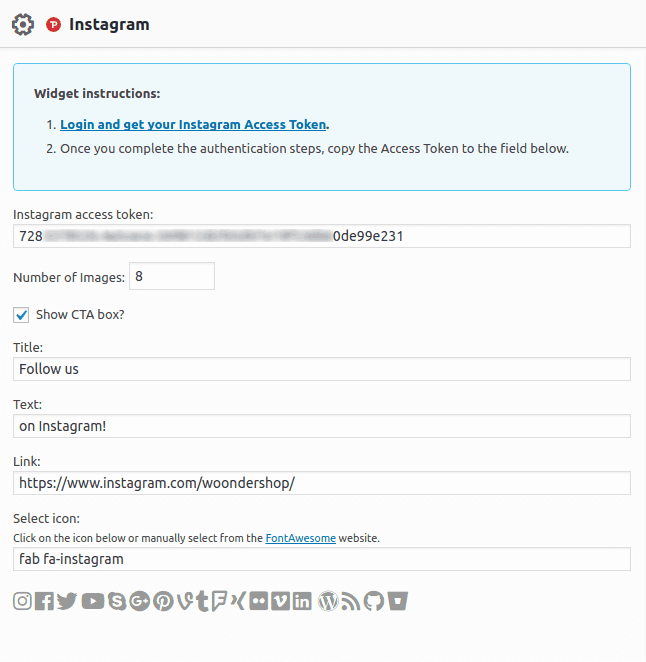 Instagram
Widget instructions:
1. Login and get your Instagram Access Token.
2. Once you complete the authentication steps, copy the Access Token to the field below.
Instagram access token:
728 0de99e231
Number of Images: 8
Show CTA box?
Title:
Follow us
Text:
on Instagram!
Link:
https://www.instagram.com/woondershop/
Select icon:
Click on the icon below or manually select from the FontAwesome website.
fab fa-instagram